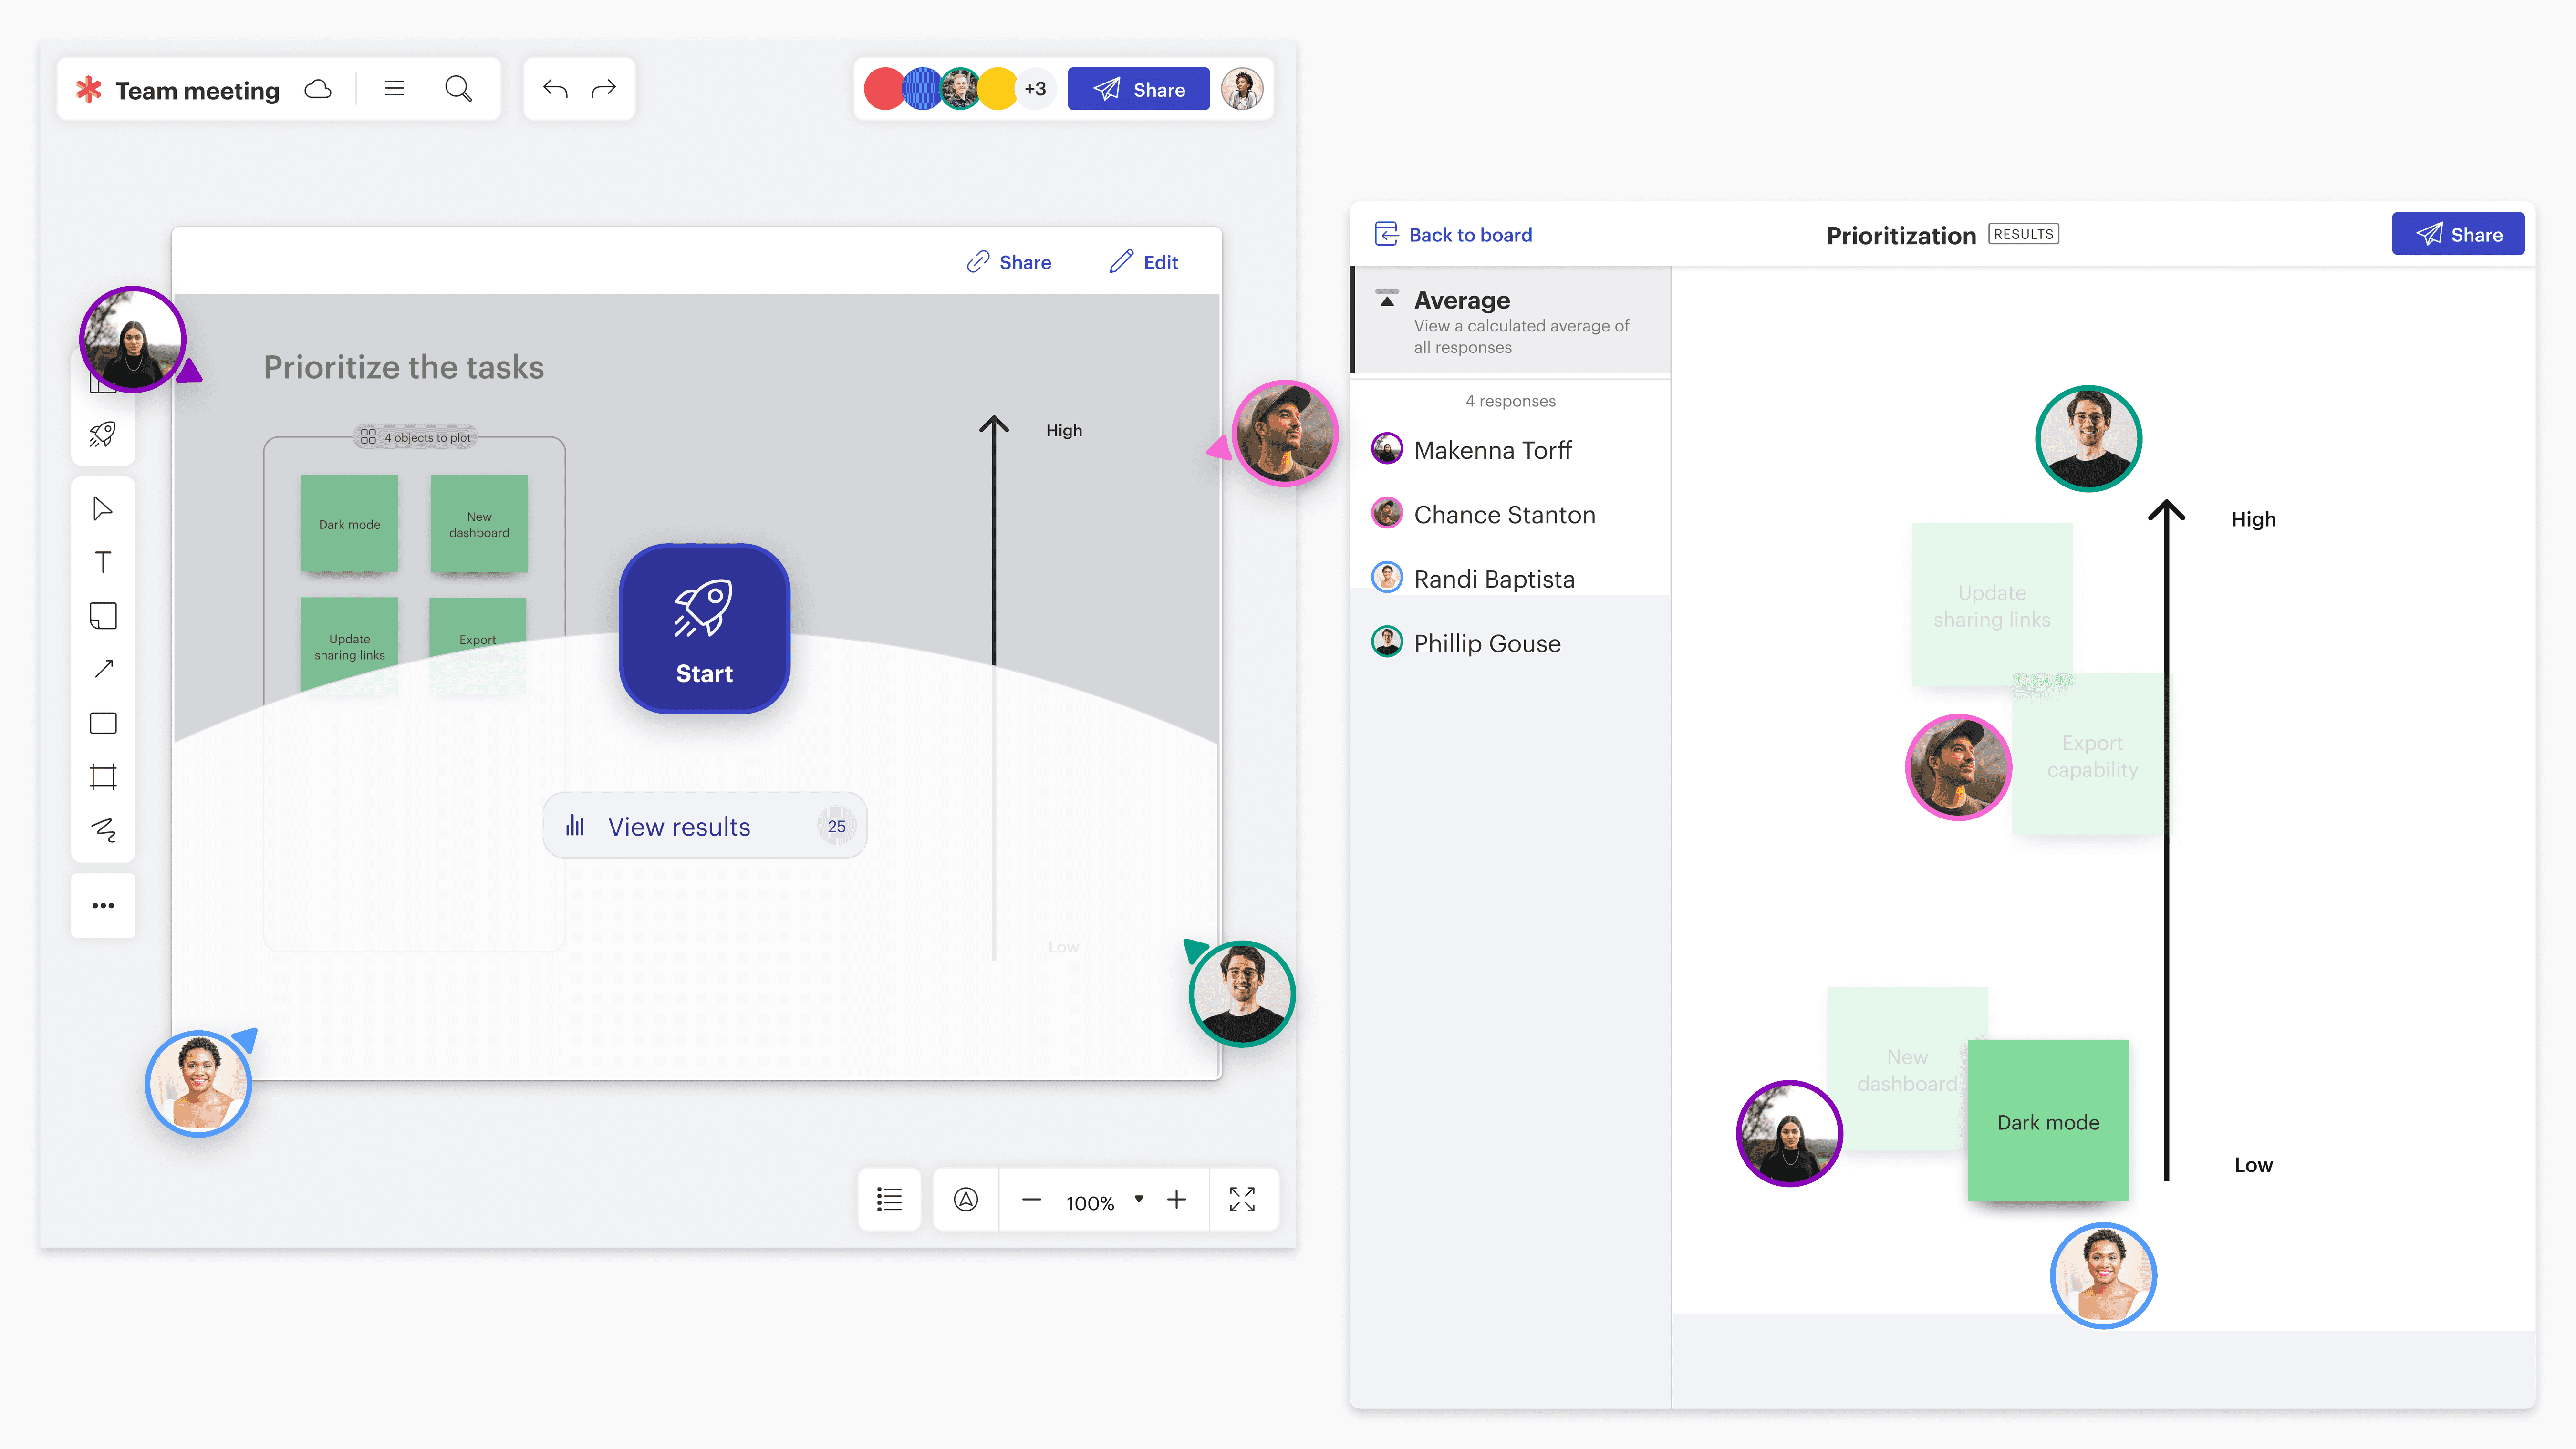 Team meeting
+3
Share
Share
Edit
Prioritize the tasks
4 objects to plot
High
Dark mode
New
dashboard
Update
sharing links
Export
capability
Start
View results
25
Low
100%
Back to board
Prioritization
RESULTS
Share
Average
View a calculated average of
all responses
4 responses
Makenna Torff
Chance Stanton
Randi Baptista
Phillip Gouse
High
Update
sharing links
Export
capability
New
dashboard
Dark mode
Low